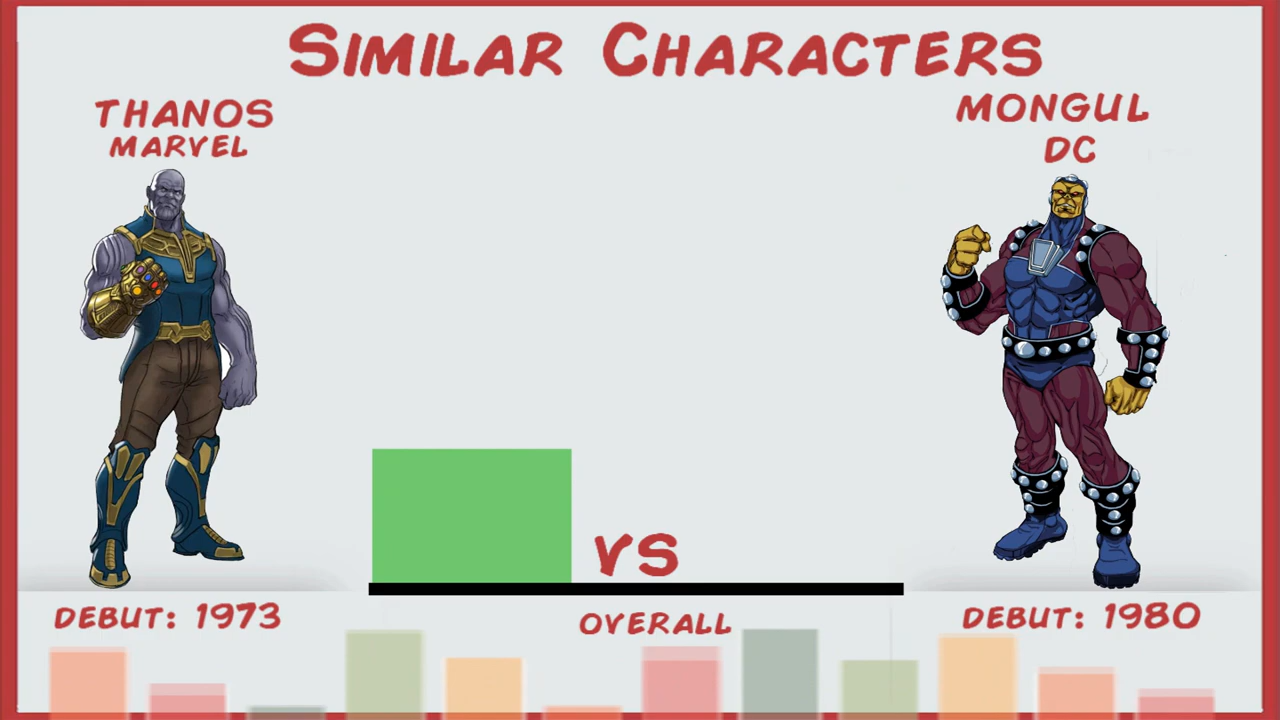 SIMILAR CHARACTERS
THANOS
MARVEL
MONGUL
DC
VS
OVERALL
DEBUT: 1973
DEBUT: 1980